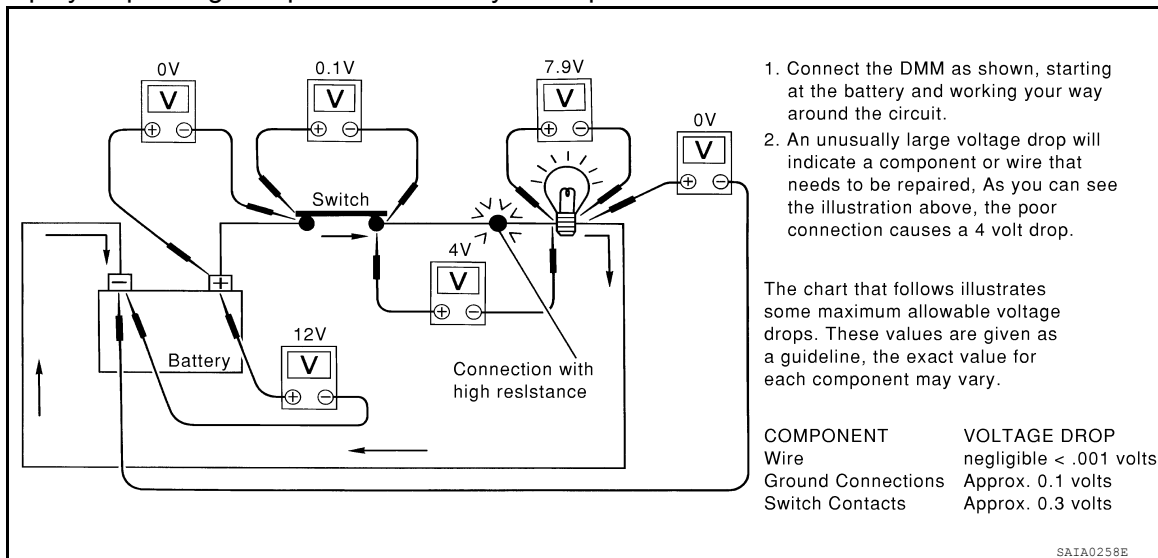 0V
0.1V
7.9V
0V
V
V
V
V
Switch
4V
V
12V
V
Battery
Connection with
high resIstance
1. Connect the DMM as shown, starting
at the battery and working your way
around the circuit.
2. An unusually large voltage drop will
indicate a component or wire that
needs to be repaired, As you can see
the illustration above, the poor
connection causes a 4 volt drop.
The chart that follows illustrates
some maximum allowable voltage
drops. These values are given as
a guideline, the exact value for
each component may vary.
COMPONENT VOLTAGE DROP
Wire negligible < .001 volts
Ground Connections Approx. 0.1 volts
Switch Contacts Approx. 0.3 volts
SAIA0258E